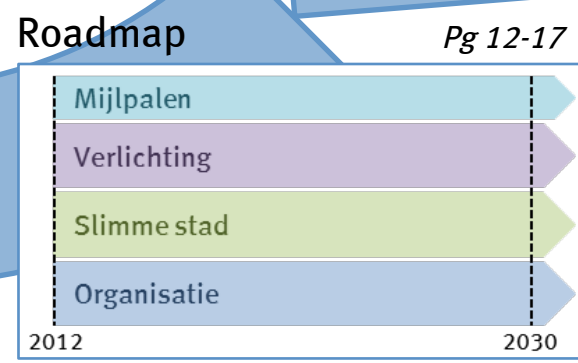 Roadmap Pg 12-17
Mijlpalen
Verlichting
Slimme stad
Organisatie
2012 2030